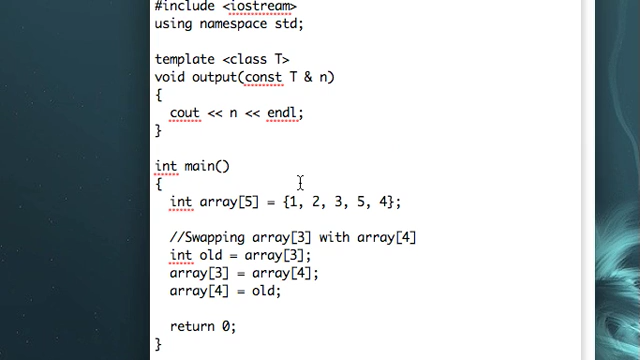 #include <iostream>
using namespace std;
template <class T>
void output(const T & n)
{
cout << n << endl;
}
int main()
{
int array[5] = {1, 2, 3, 5, 4};
//Swapping array[3] with array[4]
int old = array[3];
array[3] = array[4];
array[4] = old;
return 0;
}